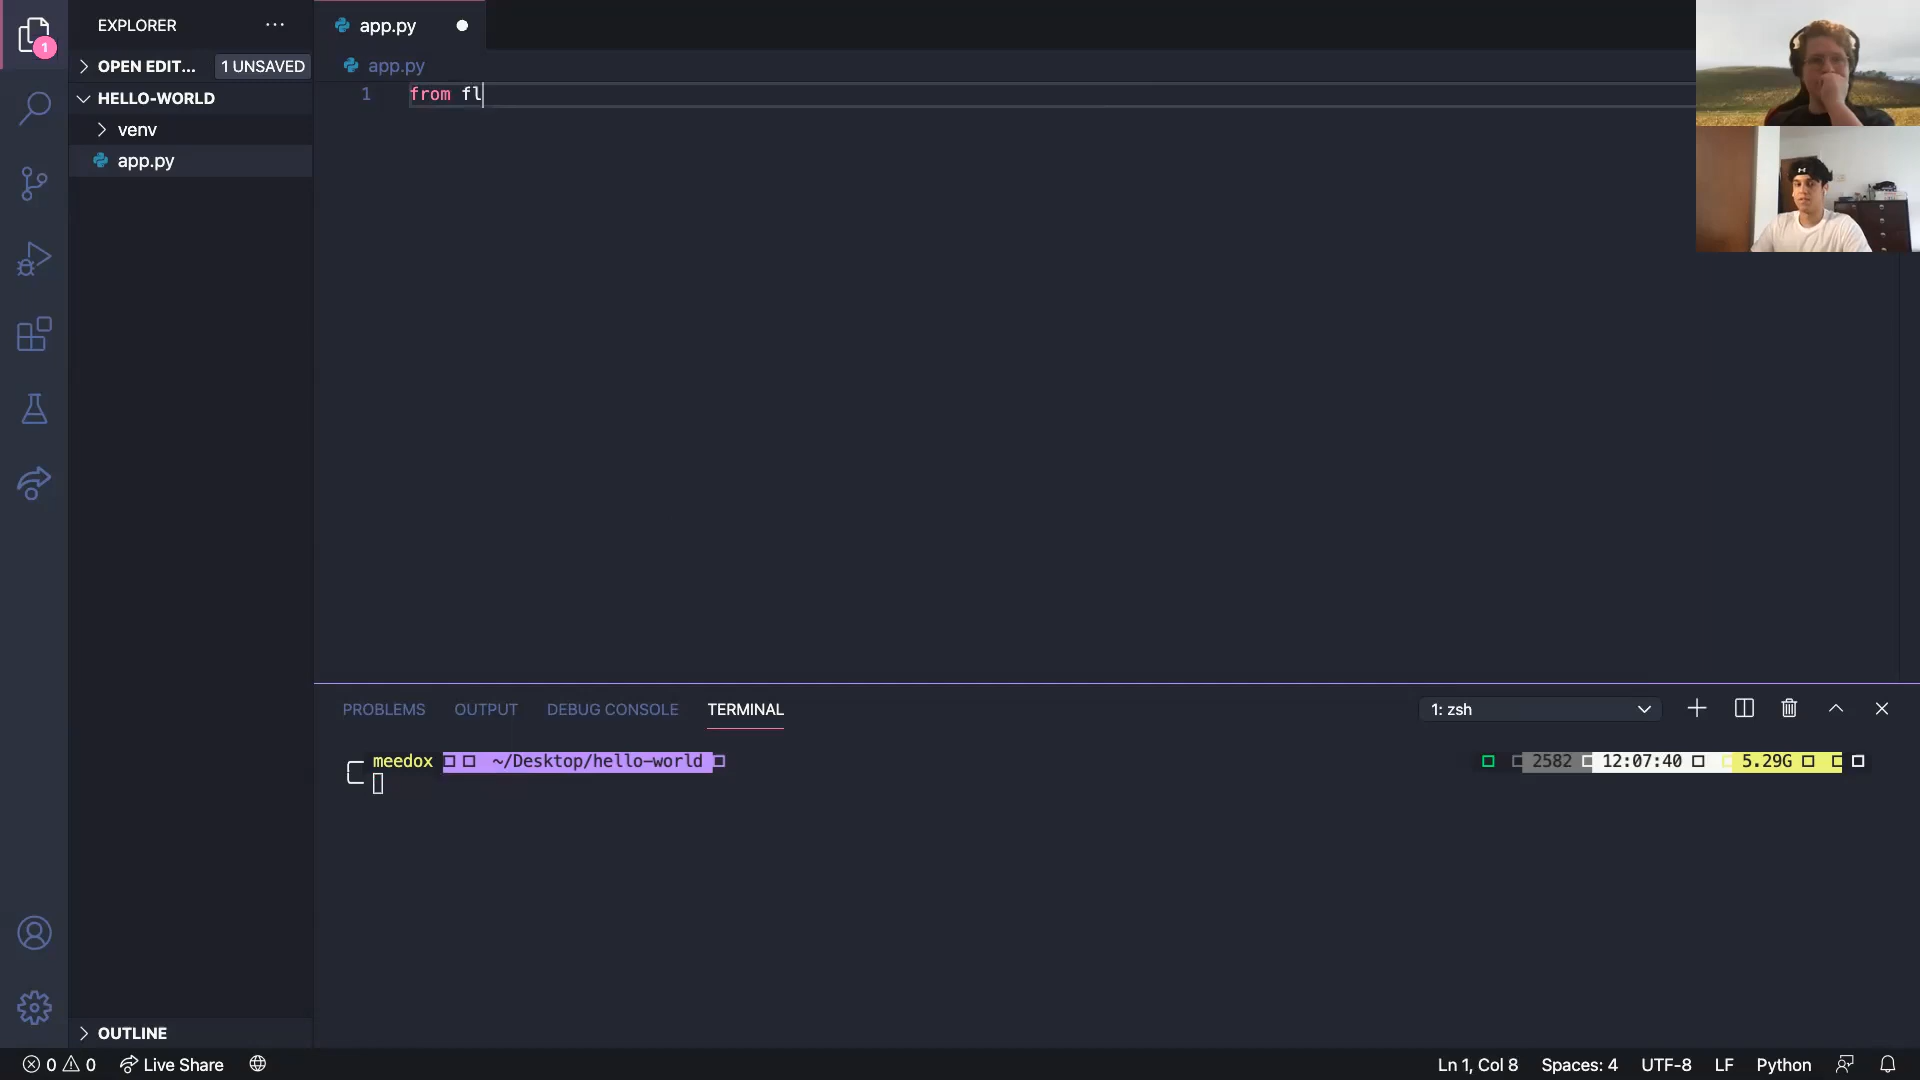 EXPLORER
1
OPEN EDIT...
1 UNSAVED
HELLO-WORLD
venv
app.py
OUTLINE
app.py
app.py
1
from fl
PROBLEMS
OUTPUT
DEBUG CONSOLE
TERMINAL
1: zsh
meedox ~/Desktop/hello-world
2582 12:07:40 5.29G
0 0
Live Share
Ln 1, Col 8
Spaces: 4
UTF-8
LF
Python